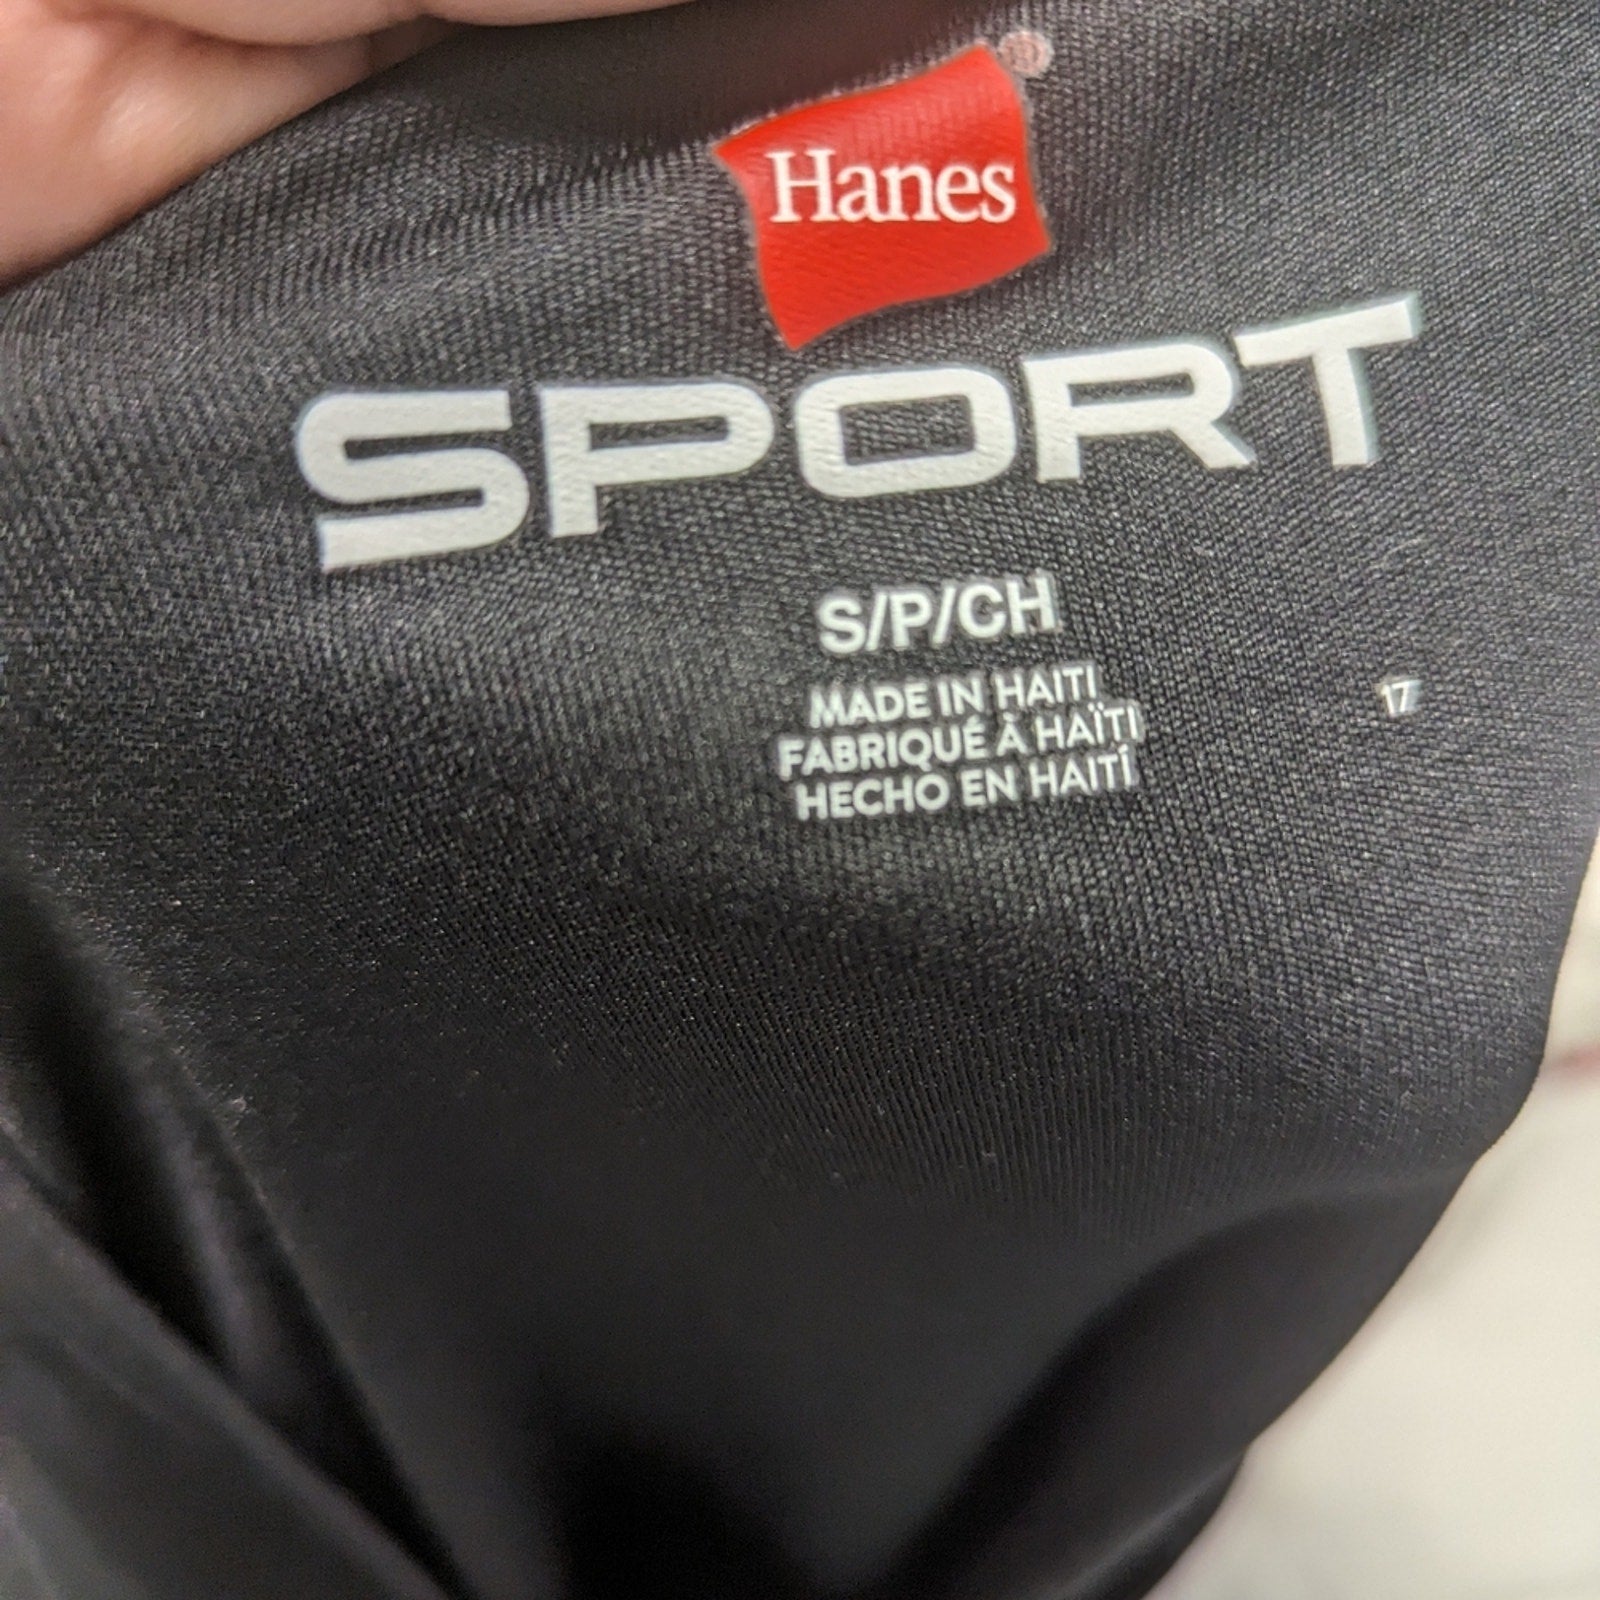 Hanes®
SPORT
S/P/CH
MADE IN HAITI
FABRIQUÉ À HAÏTI
HECHO EN HAITÍ
17